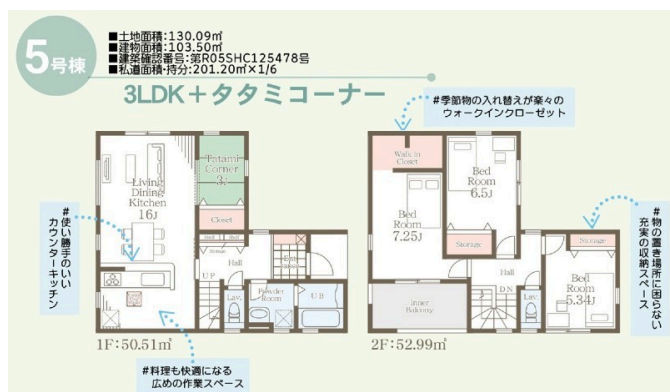 5号棟
■土地面積:130.09㎡
■建物面積:103.50㎡
■建築確認番号:第R05SHC125478号
■私道面積・持分:201.20㎡×1/6
3LDK+タタミコーナー
#季節物の入れ替えが楽々の
ウォークインクローゼット
Living
Dining
Kitchen
16J
Tatami
Corner
3J
Closet
Hall
UP
Powder
Room
Lav.
UB
#使い勝手のいい
カウンターキッチン
#料理も快適になる
広めの作業スペース
1F:50.51㎡
Walk in
Closet
Bed
Room
6.5J
Bed
Room
7.25J
Storage
Hall
DN
Inner
Balcony
Lav.
Storage
Bed
Room
5.34J
#物の置き場所に困らない
充実の収納スペース
2F:52.99㎡